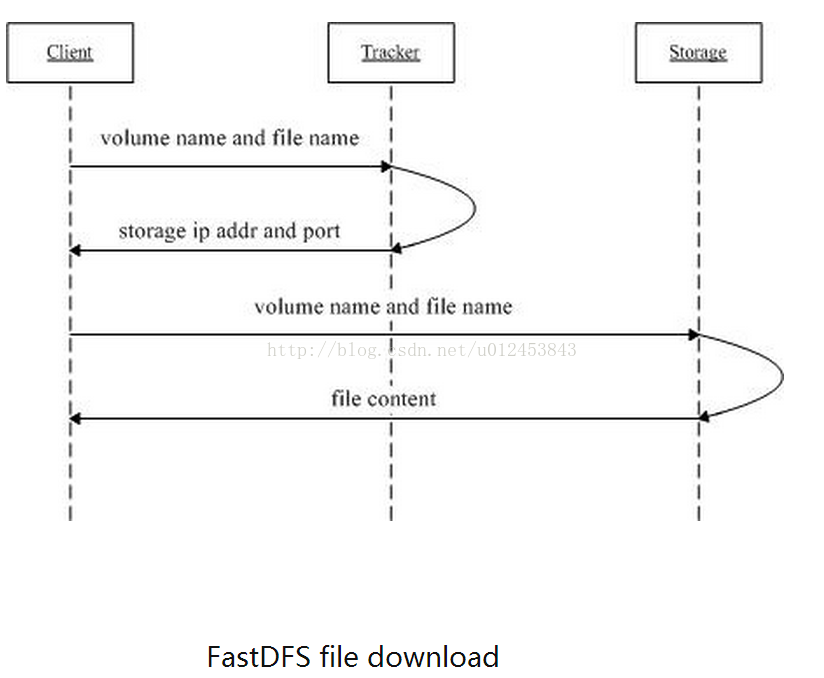 Client
Tracker
Storage
volume name and file name
storage ip addr and port
volume name and file name
http://blog.csdn.net/u012453843
file content
FastDFS file download